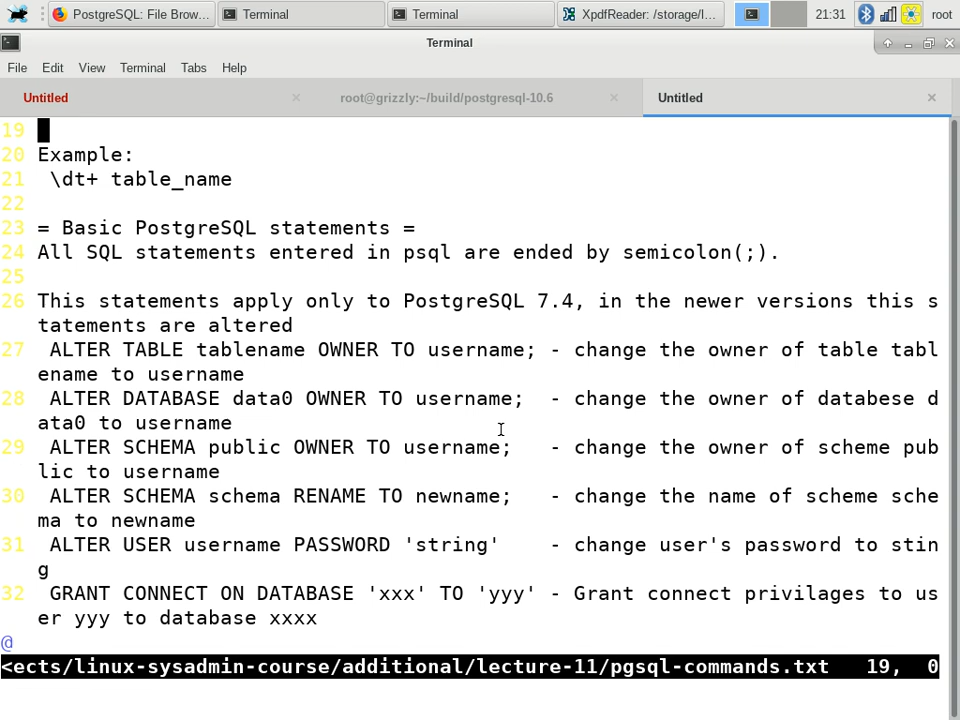 PostgreSQL: File Brow...
Terminal
Terminal
XpdfReader: /storage/l...
21:31
root
Terminal
File Edit View Terminal Tabs Help
Untitled
root@grizzly:~/build/postgresql-10.6
Untitled
19
20 Example:
21  \dt+ table_name
22
23 = Basic PostgreSQL statements =
24 All SQL statements entered in psql are ended by semicolon(;).
25
26 This statements apply only to PostgreSQL 7.4, in the newer versions this s
tatements are altered
27  ALTER TABLE tablename OWNER TO username; - change the owner of table tabl
ename to username
28  ALTER DATABASE data0 OWNER TO username;  - change the owner of databese d
ata0 to username
29  ALTER SCHEMA public OWNER TO username;   - change the owner of scheme pub
lic to username
30  ALTER SCHEMA schema RENAME TO newname;   - change the name of scheme sche
ma to newname
31  ALTER USER username PASSWORD 'string'    - change user's password to stin
g
32  GRANT CONNECT ON DATABASE 'xxx' TO 'yyy' - Grant connect privilages to us
er yyy to database xxxx
@
<ects/linux-sysadmin-course/additional/lecture-11/pgsql-commands.txt   19,  0